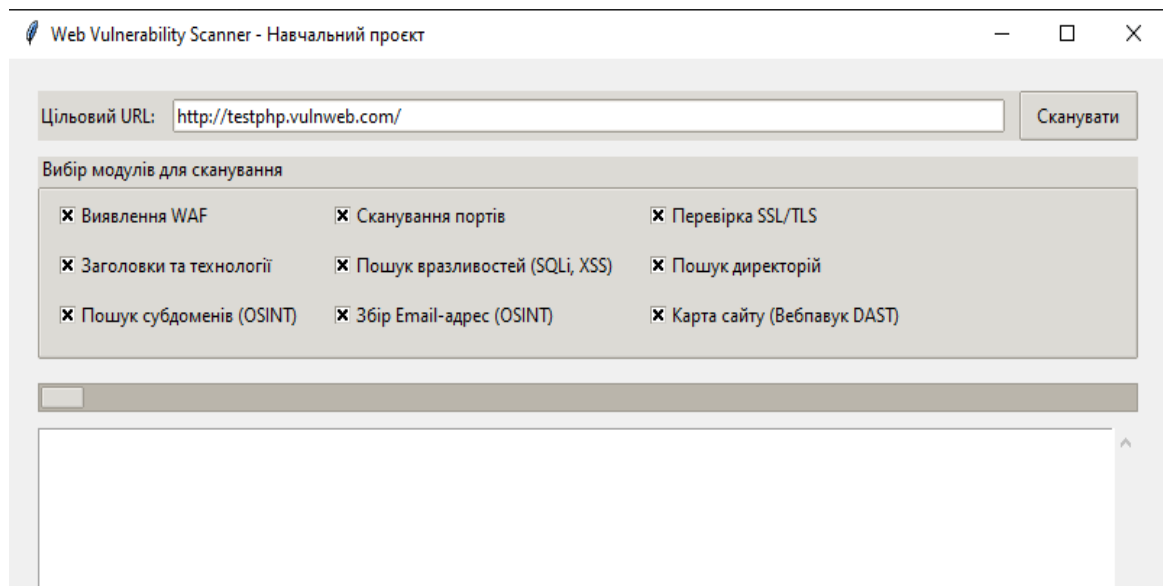 Web Vulnerability Scanner - Навчальний проєкт
Цільовий URL: http://testphp.vulnweb.com/ Сканувати
Вибір модулів для сканування
Виявлення WAF Сканування портів Перевірка SSL/TLS
Заголовки та технології Пошук вразливостей (SQLi, XSS) Пошук директорій
Пошук субдоменів (OSINT) Збір Email-адрес (OSINT) Карта сайту (Вебпавук DAST)